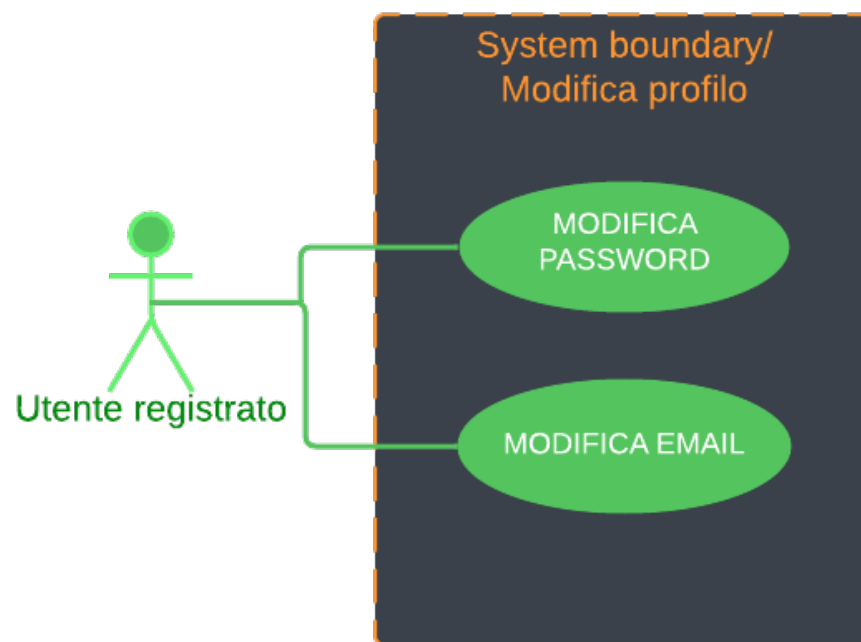 System boundary/
Modifica profilo
MODIFICA
PASSWORD
Utente registrato
MODIFICA EMAIL